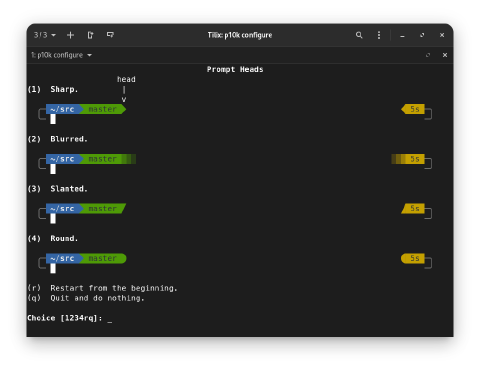 3 / 3
Tilix: p10k configure
1: p10k configure
Prompt Heads
head
(1) Sharp. |
v
~/src master 5s
(2) Blurred.
~/src master 5s
(3) Slanted.
~/src master 5s
(4) Round.
~/src master 5s
(r) Restart from the beginning.
(q) Quit and do nothing.
Choice [1234rq]: _